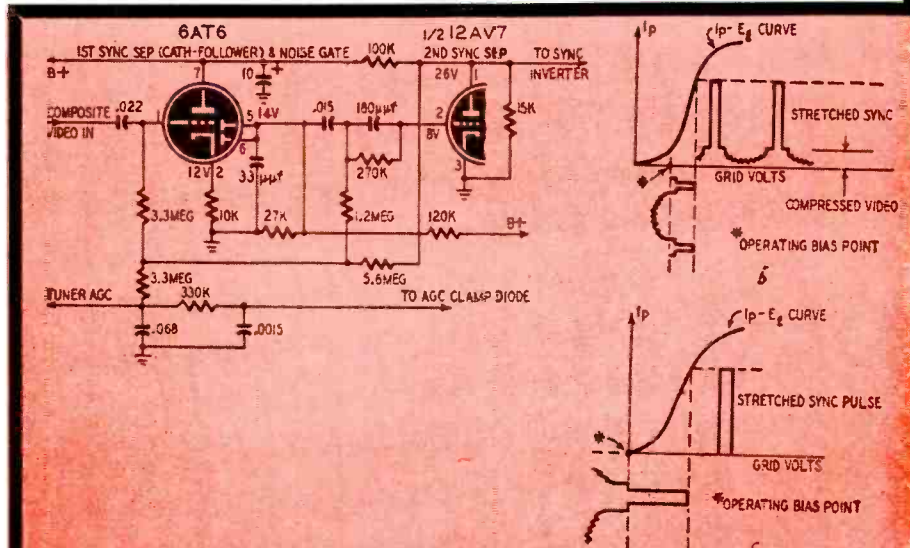 6AT6
1/2 12AV7
1ST SYNC SEP (CATH-FOLLOWER) & NOISE GATE
100K
2ND SYNC SEP
TO SYNC
INVERTER
B+
7
10
+
26V
1
15K
COMPOSITE
VIDEO IN
.022
1
5
14V
6
.015
180µµf
2
8V
3
12V
2
33
µµf
270K
3.3MEG
10K
27K
1.2MEG
120K
B+
5.6MEG
3.3MEG
TUNER AGC
330K
TO AGC CLAMP DIODE
.068
.0015
Ip
Ip-Eg CURVE
STRETCHED SYNC
GRID VOLTS
COMPRESSED VIDEO
*
*OPERATING BIAS POINT
b
Ip
Ip-Eg CURVE
*
STRETCHED SYNC PULSE
GRID VOLTS
*OPERATING BIAS POINT
c